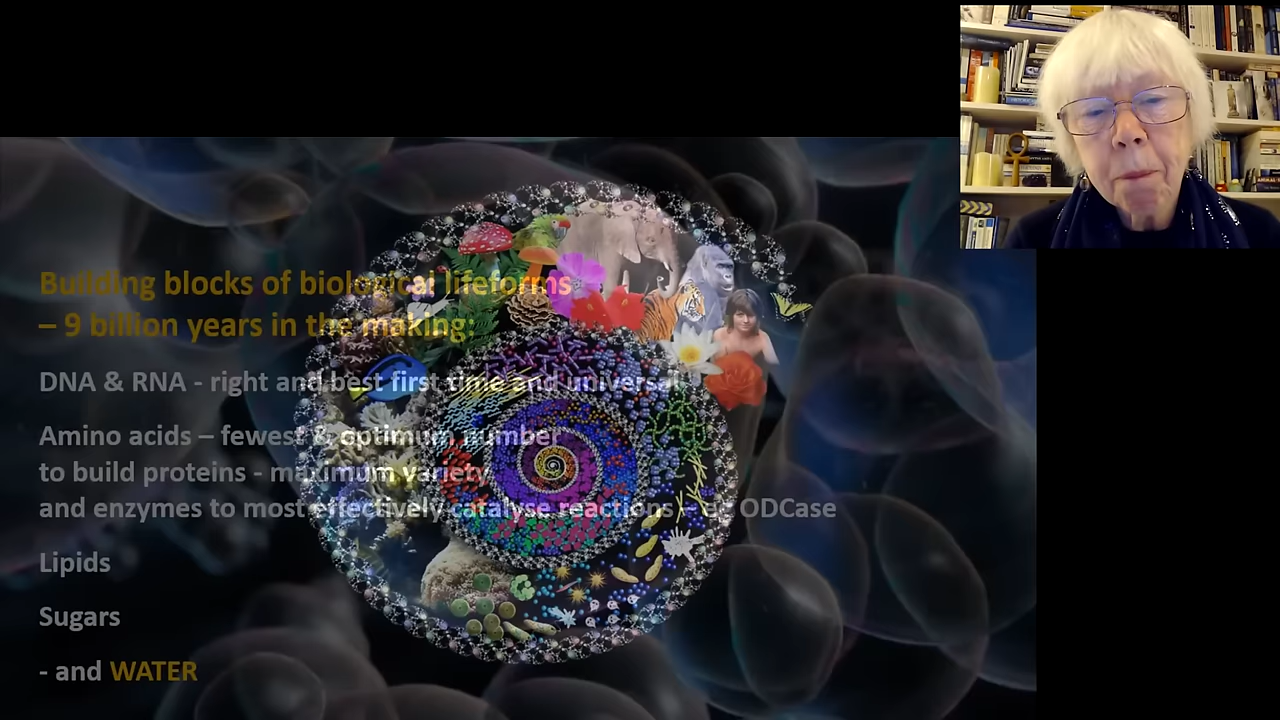 Building blocks of biological lifeforms
– 9 billion years in the making:
DNA & RNA - right and best first time and universal
Amino acids – fewest & optimum number
to build proteins - maximum variety
and enzymes to most effectively catalyse reactions – eg ODCase
Lipids
Sugars
- and WATER